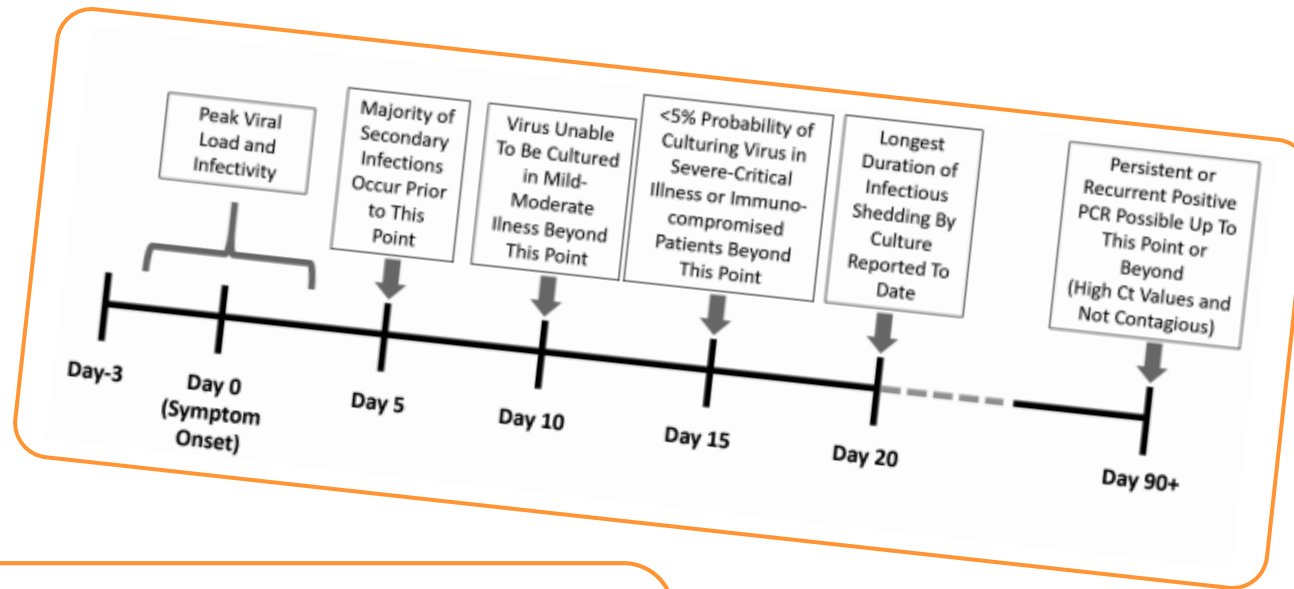 Peak Viral
Load and
Infectivity
Majority of
Secondary
Infections
Occur Prior
to This
Point
Virus Unable
To Be Cultured
in Mild-
Moderate
Ilness Beyond
This Point
<5% Probability of
Culturing Virus in
Severe-Critical
Illness or Immuno-
compromised
Patients Beyond
This Point
Longest
Duration of
Infectious
Shedding By
Culture
Reported To
Date
Persistent or
Recurrent Positive
PCR Possible Up To
This Point or
Beyond
(High Ct Values and
Not Contagious)
Day-3
Day 0
(Symptom
Onset)
Day 5
Day 10
Day 15
Day 20
Day 90+